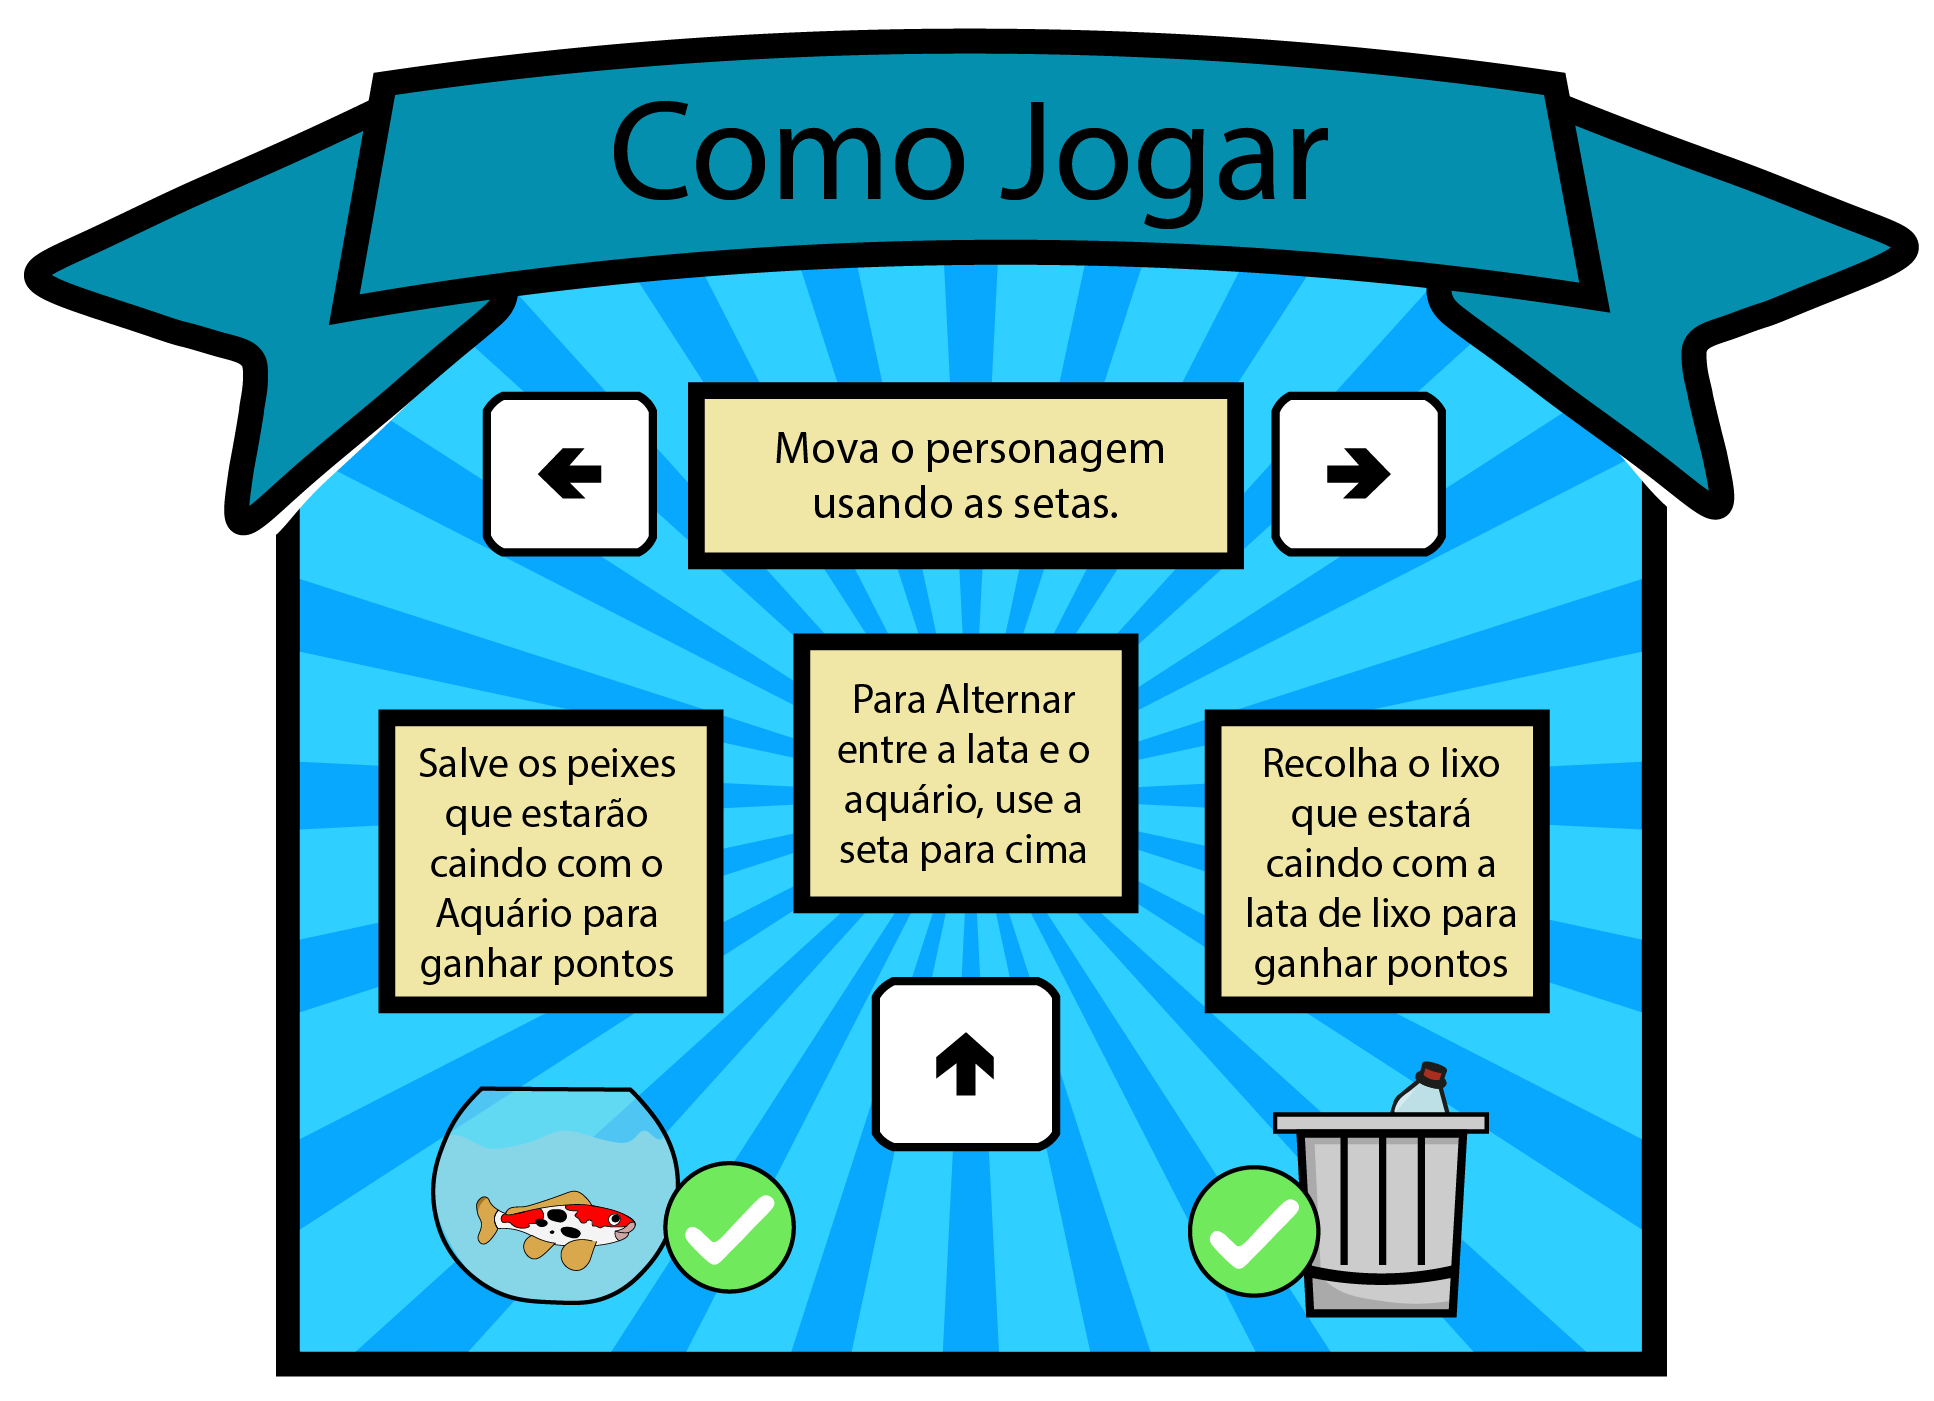 Como Jogar
Mova o personagem
usando as setas.
Salve os peixes
que estarão
caindo com o
Aquário para
ganhar pontos
Para Alternar
entre a lata e o
aquário, use a
seta para cima
Recolha o lixo
que estará
caindo com a
lata de lixo para
ganhar pontos